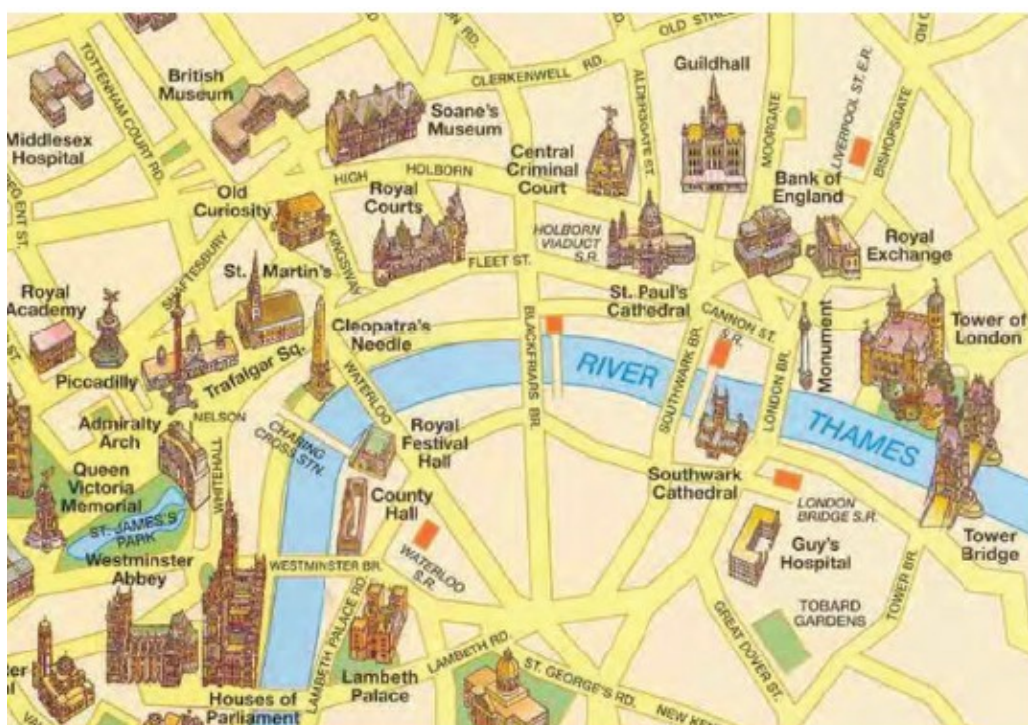 TOTTENHAM COURT RD.
British
Museum
CLERKENWELL RD.
OLD STRE
ALDERSGATE ST.
Guildhall
MOORGATE
LIVERPOOL ST. E.R.
BISHOPSGATE
Middlesex
Hospital
Soane's
Museum
HIGH HOLBORN
Central
Criminal
Court
Bank of
England
Old
Curiosity
Royal
Courts
KINGSWAY
HOLBORN
VIADUCT
S.R.
Royal
Exchange
EGENT ST.
SHAFTESBURY
St. Martin's
FLEET ST.
Royal
Academy
St. Paul's
Cathedral
CANNON ST.
S.R.
Tower of
London
Piccadilly
Trafalgar Sq.
Cleopatra's
Needle
BLACKFRIARS BR.
RIVER
THAMES
SOUTHWARK BR.
LONDON BR.
Monument
Admiralty
Arch
NELSON
WATERLOO
CHARING
CROSS STN.
Royal
Festival
Hall
Queen
Victoria
Memorial
WHITEHALL
County
Hall
Southwark
Cathedral
LONDON
BRIDGE S.R.
ST. JAMES'S
PARK
Westminster
Abbey
WESTMINSTER BR.
WATERLOO
S.R.
Guy's
Hospital
Tower
Bridge
TOWER BR.
TOBARD
GARDENS
GREAT DOVER ST.
LAMBETH PALACE RD
Lambeth
Palace
LAMBETH RD.
ST. GEORGE'S RD.
NEW KE
Houses of
Parliament